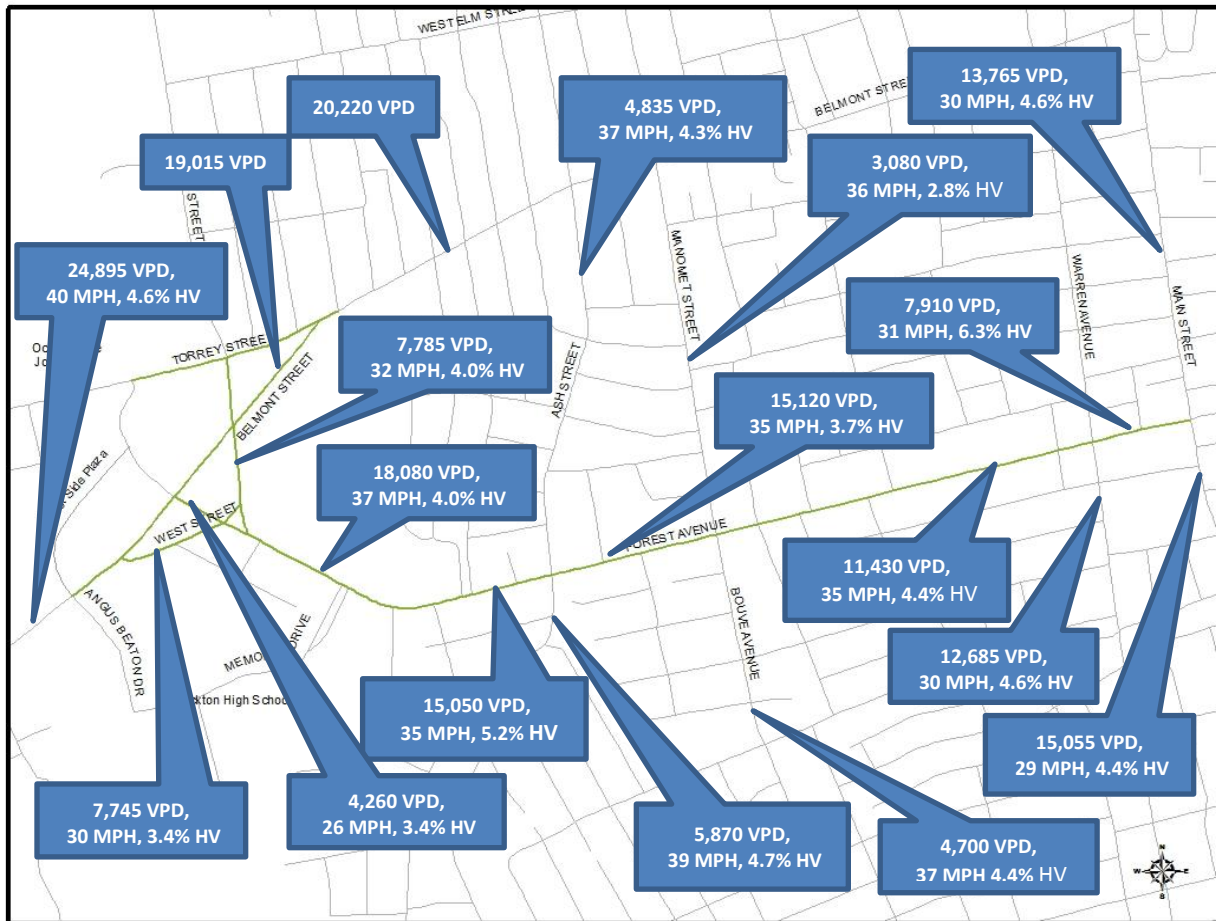 WEST ELM STREE
20,220 VPD
4,835 VPD,
37 MPH, 4.3% HV
BELMONT STREE
13,765 VPD,
30 MPH, 4.6% HV
19,015 VPD
3,080 VPD,
36 MPH, 2.8% HV
STREET
24,895 VPD,
40 MPH, 4.6% HV
MANOMET STREET
WARREN AVENUE
MAIN STREET
7,910 VPD,
31 MPH, 6.3% HV
TORREY STREE
7,785 VPD,
32 MPH, 4.0% HV
BELMONT STREET
ASH STREET
15,120 VPD,
35 MPH, 3.7% HV
Side Plaza
18,080 VPD,
37 MPH, 4.0% HV
WEST STREET
FOREST AVENUE
11,430 VPD,
35 MPH, 4.4% HV
ANGUS BEATON DR
MEMO
DRIVE
BOUVE AVENUE
12,685 VPD,
30 MPH, 4.6% HV
ckton High Schoo
15,050 VPD,
35 MPH, 5.2% HV
15,055 VPD,
29 MPH, 4.4% HV
7,745 VPD,
30 MPH, 3.4% HV
4,260 VPD,
26 MPH, 3.4% HV
5,870 VPD,
39 MPH, 4.7% HV
4,700 VPD,
37 MPH 4.4% HV
N
W E
S